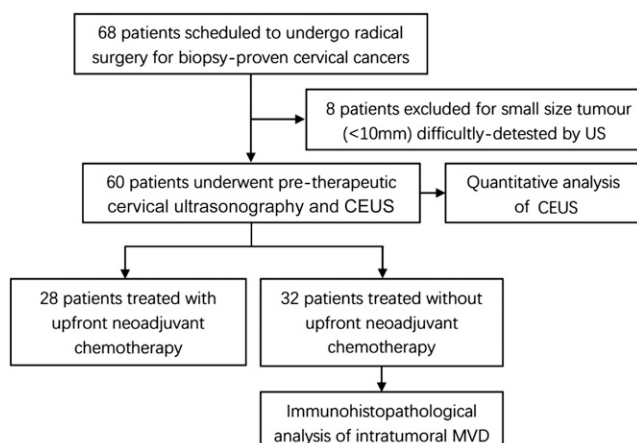 68 patients scheduled to undergo radical
surgery for biopsy-proven cervical cancers
8 patients excluded for small size tumour
(<10mm) difficultly-detested by US
60 patients underwent pre-therapeutic
cervical ultrasonography and CEUS
Quantitative analysis
of CEUS
28 patients treated with
upfront neoadjuvant
chemotherapy
32 patients treated without
upfront neoadjuvant
chemotherapy
Immunohistopathological
analysis of intratumoral MVD